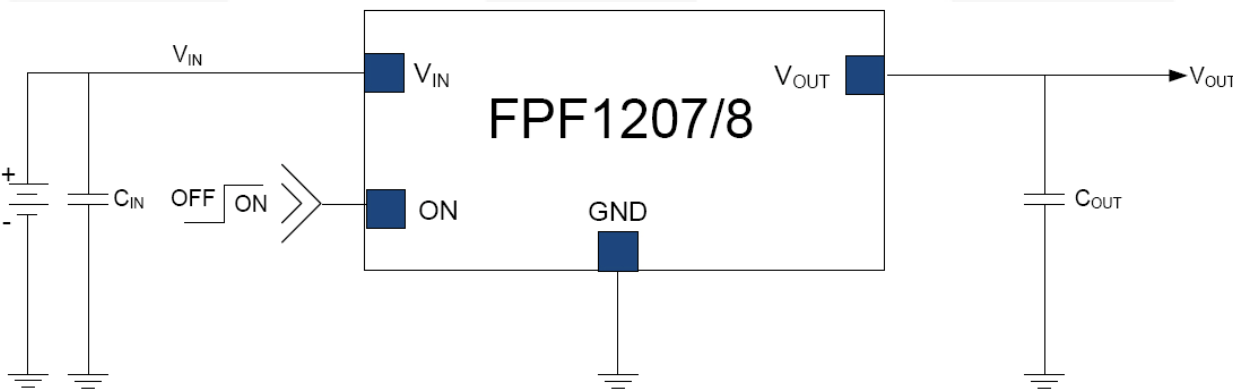 VIN
VIN
VOUT
VOUT
FPF1207/8
+
-
CIN
OFF
ON
ON
GND
COUT